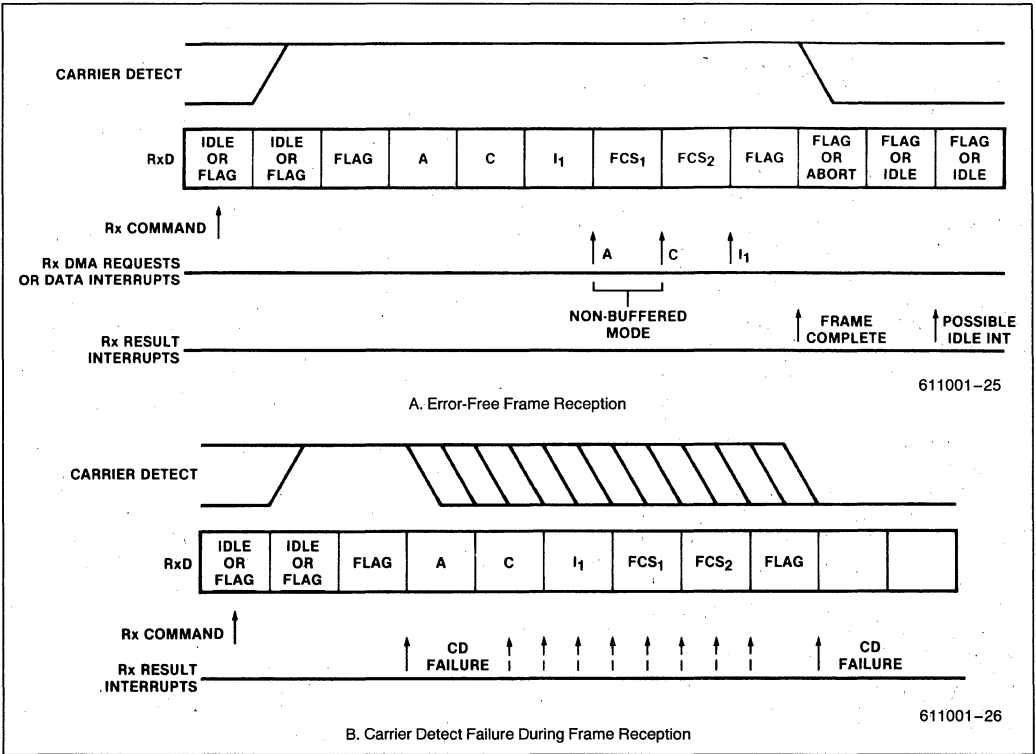 CARRIER DETECT
RxD
IDLE OR FLAG
IDLE OR FLAG
FLAG
A
C
I₁
FCS₁
FCS₂
FLAG
FLAG OR ABORT
FLAG OR IDLE
FLAG OR IDLE
Rx COMMAND
Rx DMA REQUESTS
OR DATA INTERRUPTS
A
C
I₁
NON-BUFFERED
MODE
Rx RESULT
INTERRUPTS
FRAME
COMPLETE
POSSIBLE
IDLE INT
611001-25
A. Error-Free Frame Reception
CARRIER DETECT
RxD
IDLE OR FLAG
IDLE OR FLAG
FLAG
A
C
I₁
FCS₁
FCS₂
FLAG
Rx COMMAND
Rx RESULT
INTERRUPTS
CD
FAILURE
CD
FAILURE
611001-26
B. Carrier Detect Failure During Frame Reception